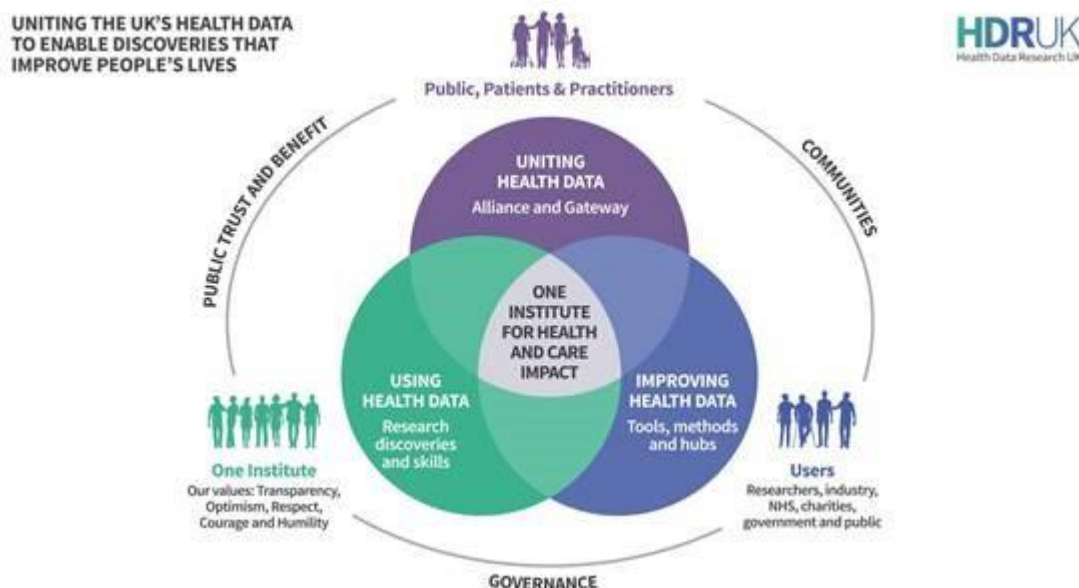 UNITING THE UK'S HEALTH DATA
TO ENABLE DISCOVERIES THAT
IMPROVE PEOPLE'S LIVES
HDRUK
Health Data Research UK
Public, Patients & Practitioners
PUBLIC TRUST AND BENEFIT
COMMUNITIES
UNITING
HEALTH DATA
Alliance and Gateway
ONE
INSTITUTE
FOR HEALTH
AND CARE
IMPACT
USING
HEALTH DATA
Research
discoveries
and skills
IMPROVING
HEALTH DATA
Tools, methods
and hubs
One Institute
Our values: Transparency,
Optimism, Respect,
Courage and Humility
Users
Researchers, industry,
NHS, charities,
government and public
GOVERNANCE